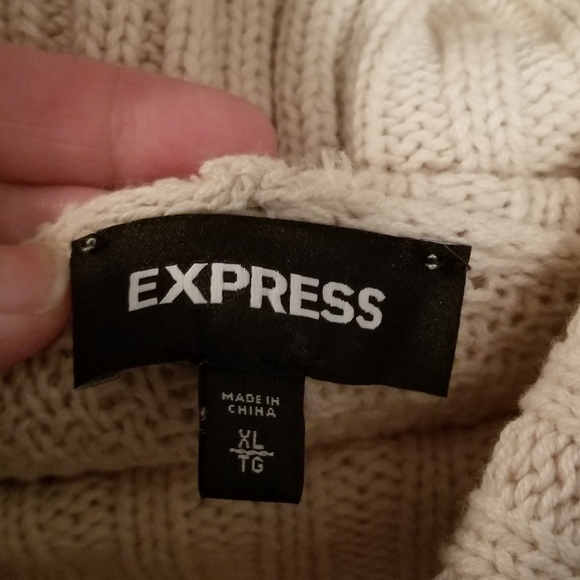 EXPRESS
MADE IN
CHINA
XL
TG